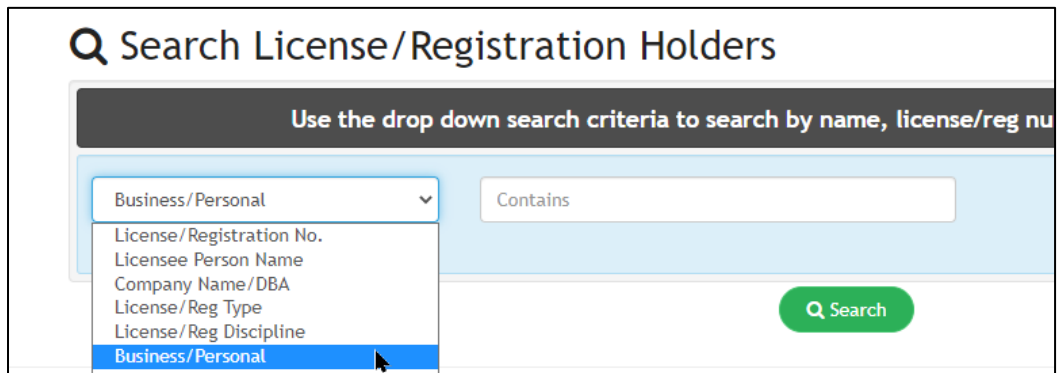 Search License/Registration Holders
Use the drop down search criteria to search by name, license/reg nu
Business/Personal
Contains
License/Registration No.
Licensee Person Name
Company Name/DBA
License/Reg Type
License/Reg Discipline
Business/Personal
Search